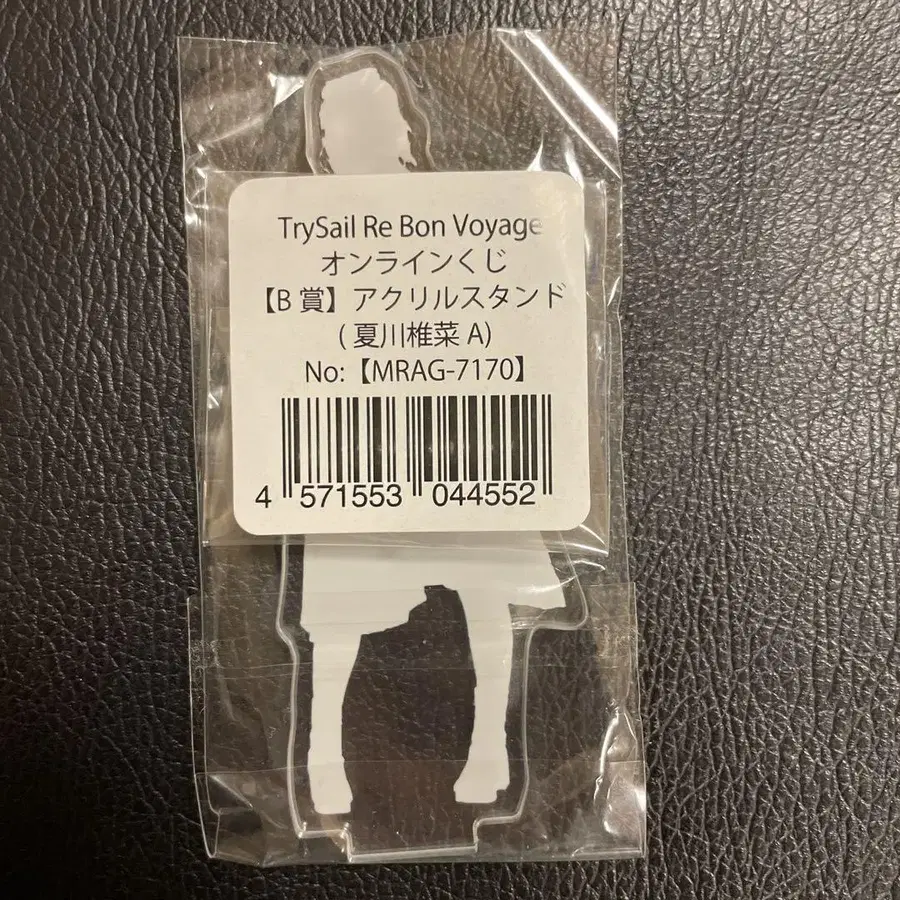 TrySail Re Bon Voyage
オンラインくじ
【B 賞】アクリルスタンド
( 夏川椎菜 A)
No:【MRAG-7170】
4 571553 044552